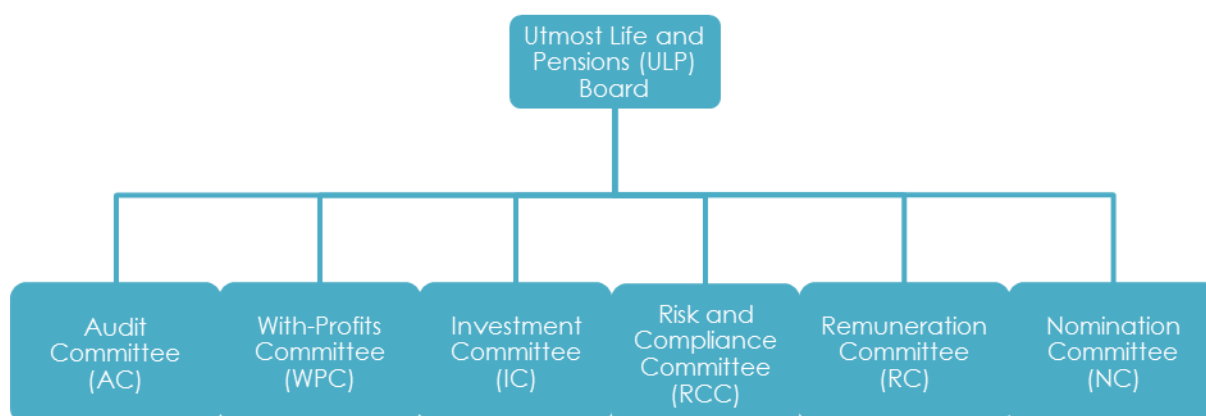 Utmost Life and
Pensions (ULP)
Board
Audit
Committee
(AC)
With-Profits
Committee
(WPC)
Investment
Committee
(IC)
Risk and
Compliance
Committee
(RCC)
Remuneration
Committee
(RC)
Nomination
Committee
(NC)